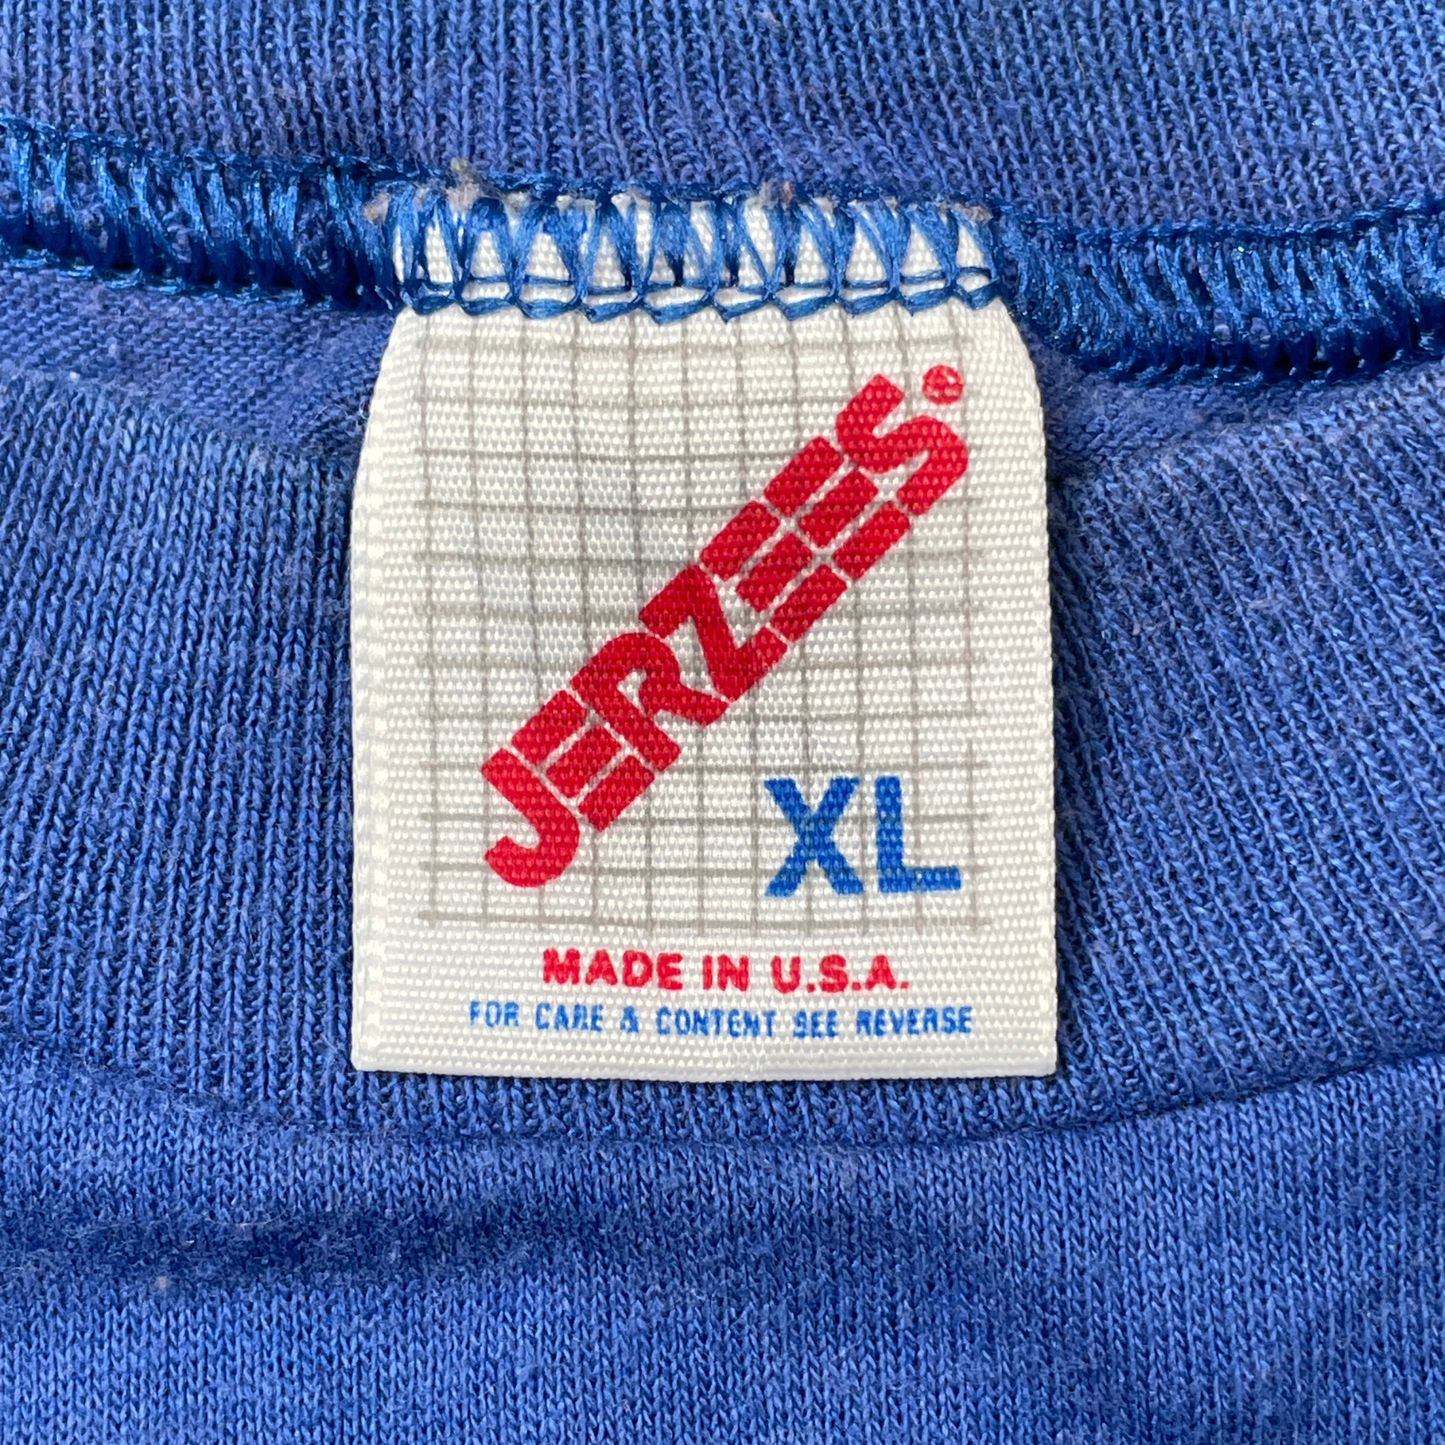 JERZEES®
XL
MADE IN U.S.A.
FOR CARE & CONTENT SEE REVERSE